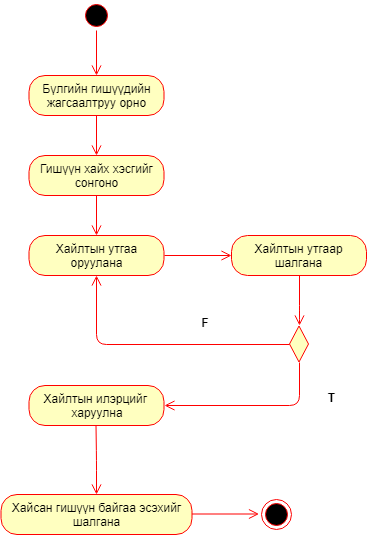 Бүлгийн гишүүдийн
жагсаалтруу орно
Гишүүн хайх хэсгийг
сонгоно
Хайлтын утгаа
оруулана
Хайлтын утгаар
шалгана
F
T
Хайлтын илэрцийг
харуулна
Хайсан гишүүн байгаа эсэхийг
шалгана